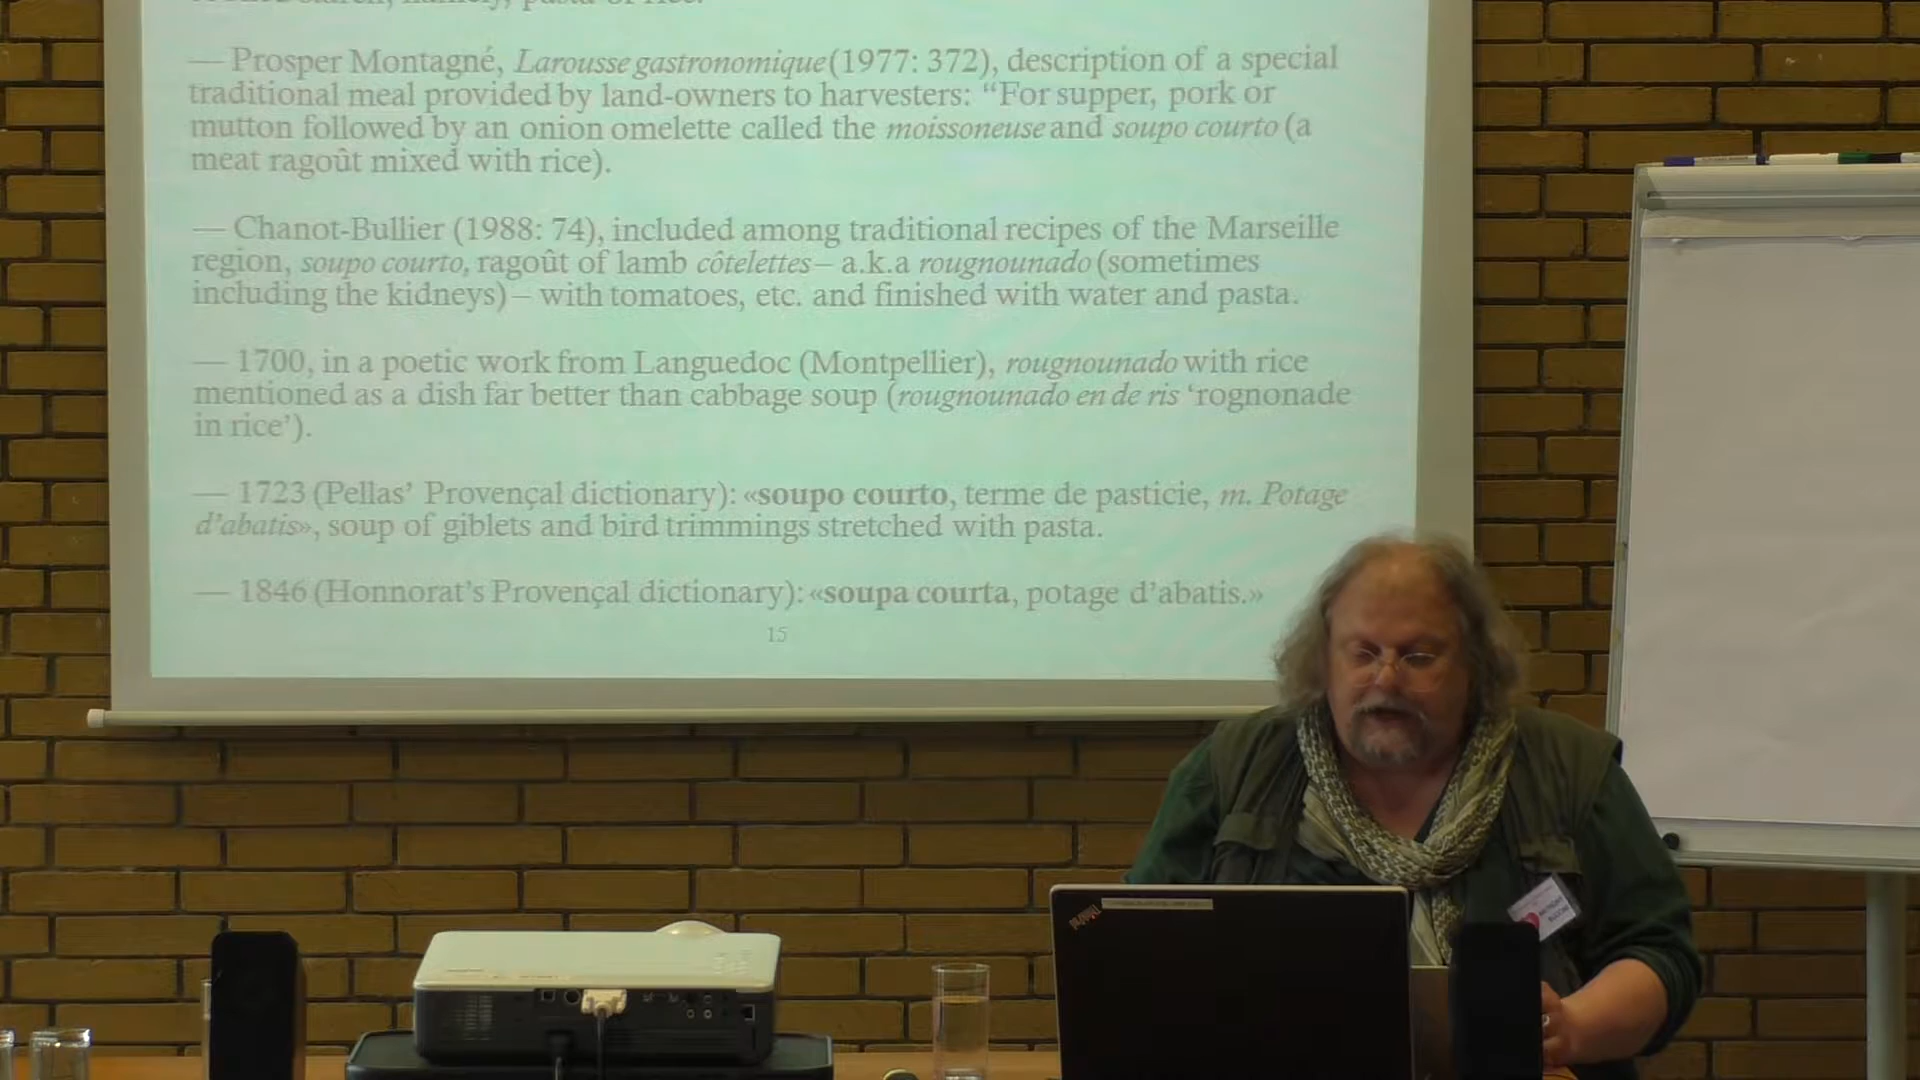 — Prosper Montagné, Larousse gastronomique (1977: 372), description of a special
traditional meal provided by land-owners to harvesters: “For supper, pork or
mutton followed by an onion omelette called the moissoneuse and soupo courto (a
meat ragoût mixed with rice).
— Chanot-Bullier (1988: 74), included among traditional recipes of the Marseille
region, soupo courto, ragoût of lamb côtelettes – a.k.a rougnounado (sometimes
including the kidneys) – with tomatoes, etc. and finished with water and pasta.
— 1700, in a poetic work from Languedoc (Montpellier), rougnounado with rice
mentioned as a dish far better than cabbage soup (rougnounado en de ris ‘rognonade
in rice’).
— 1723 (Pellas’ Provençal dictionary): «soupo courto, terme de pasticie, m. Potage
d’abatis», soup of giblets and bird trimmings stretched with pasta.
— 1846 (Honnorat’s Provençal dictionary): «soupa courta, potage d’abatis.»
15
ThinkPad